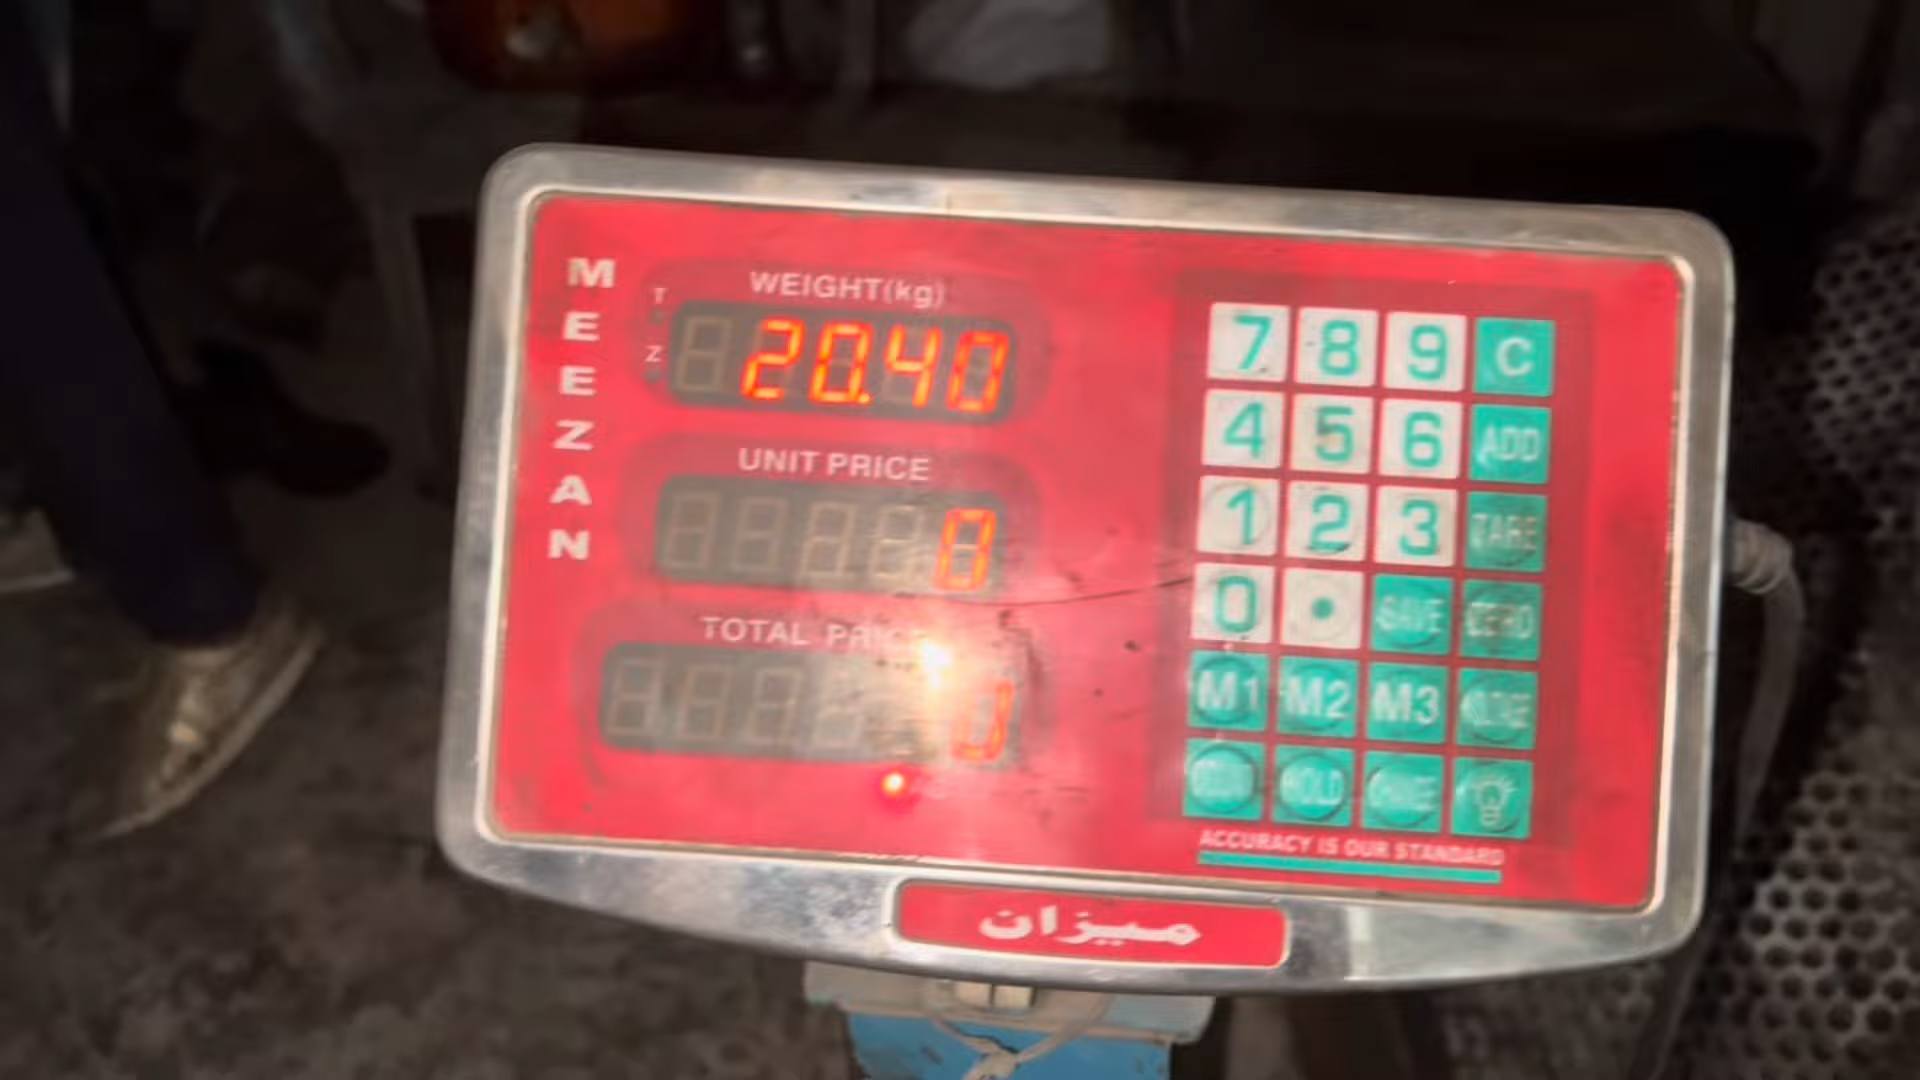 MEEZAN
T
Z
WEIGHT(kg)
20.40
UNIT PRICE
0
TOTAL PRICE
7 8 9 C
4 5 6 ADD
1 2 3 TARE
0 . SAVE ZERO
M1 M2 M3
HOLD
ACCURACY IS OUR STANDARD
میزان